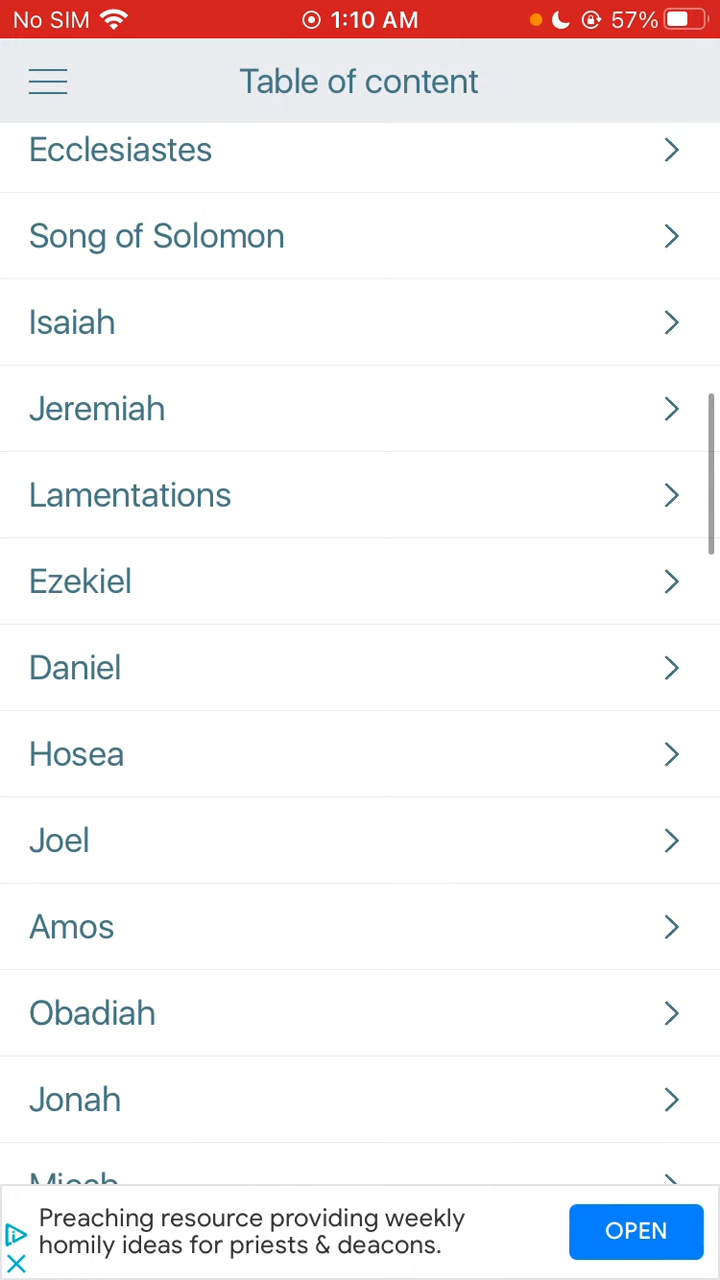 No SIM 1:10 AM 57%
Table of content
Ecclesiastes
Song of Solomon
Isaiah
Jeremiah
Lamentations
Ezekiel
Daniel
Hosea
Joel
Amos
Obadiah
Jonah
Micah
Preaching resource providing weekly
homily ideas for priests & deacons.
OPEN